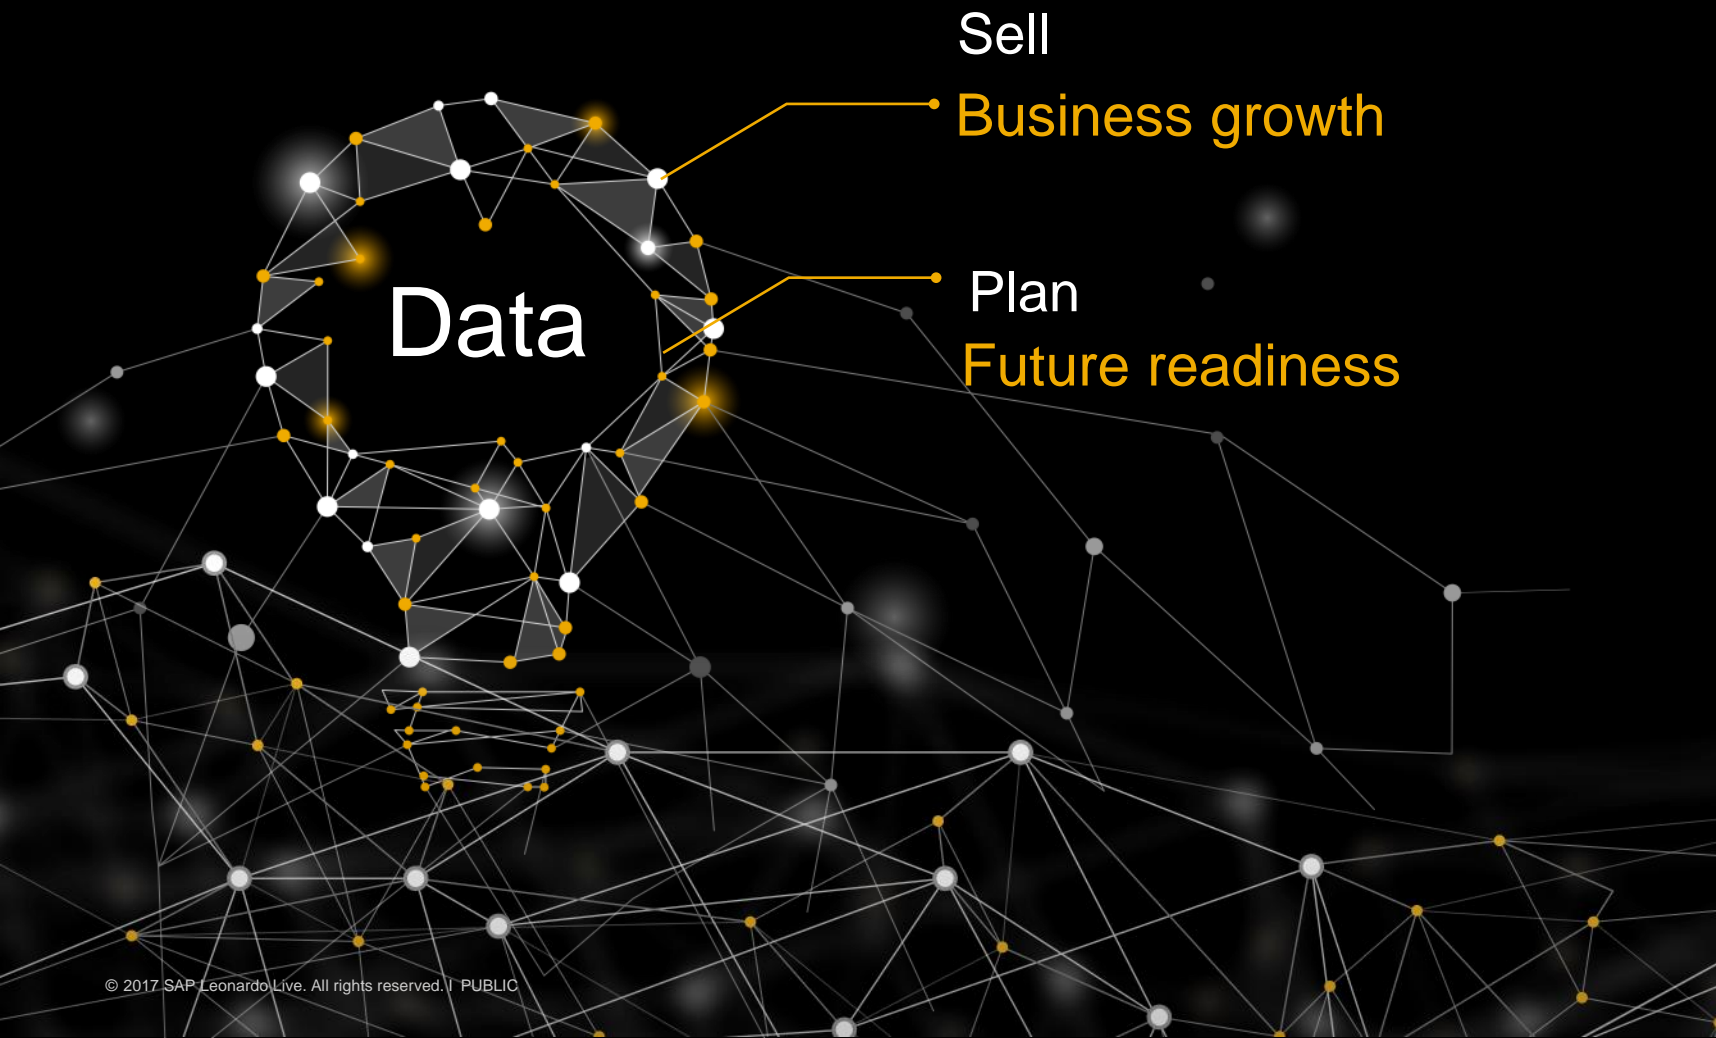 Sell
Business growth
Data
Plan
Future readiness
© 2017 SAP Leonardo Live. All rights reserved. I PUBLIC